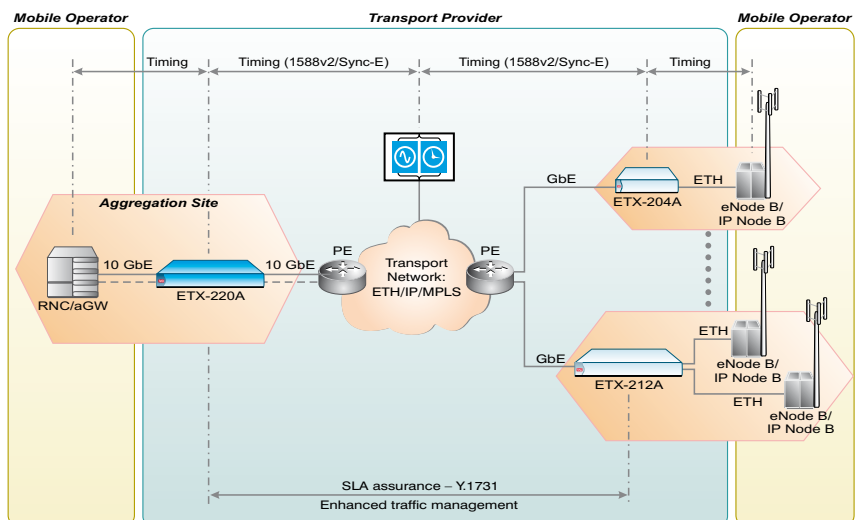 Mobile Operator
Transport Provider
Mobile Operator
Timing
Timing (1588v2/Sync-E)
Timing (1588v2/Sync-E)
Timing
Aggregation Site
RNC/aGW
10 GbE
ETX-220A
10 GbE
PE
Transport
Network:
ETH/IP/MPLS
PE
GbE
ETX-204A
ETH
eNode B/
IP Node B
GbE
ETX-212A
ETH
eNode B/
IP Node B
ETH
eNode B/
IP Node B
SLA assurance – Y.1731
Enhanced traffic management